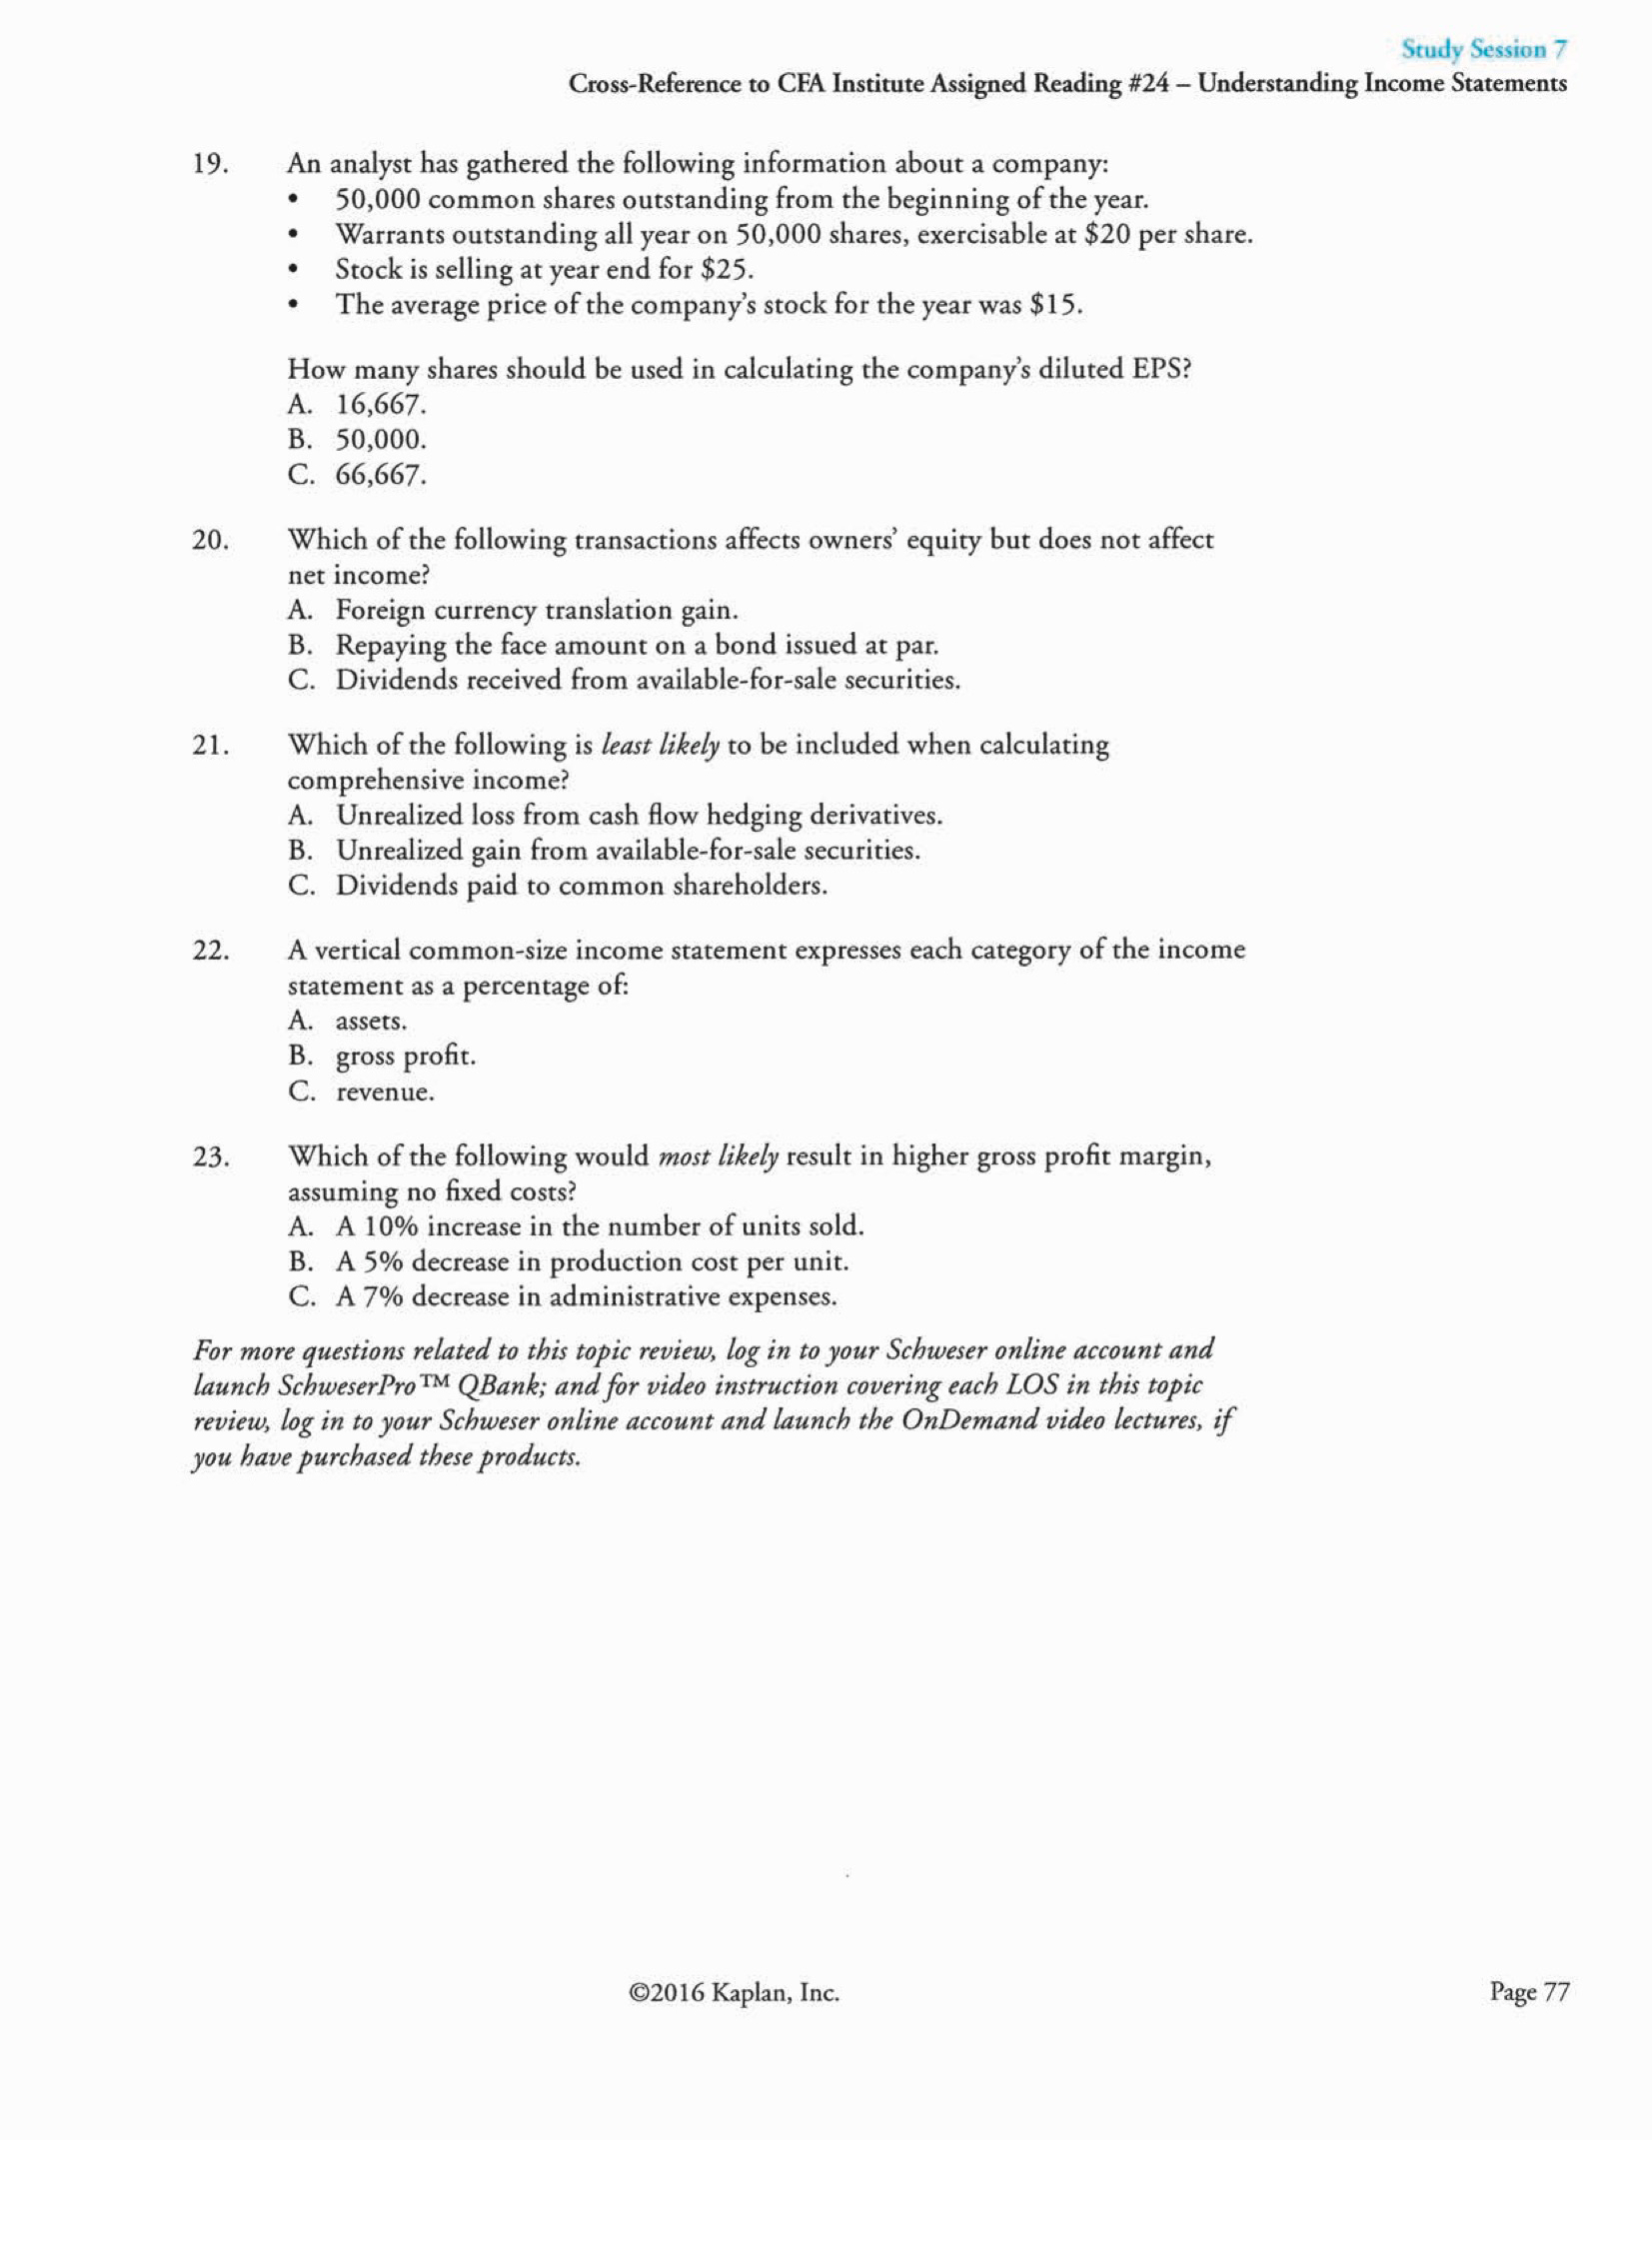 Study Session 7
Cross-Reference to CFA Institute Assigned Reading #24 – Understanding Income Statements
19. An analyst has gathered the following information about a company:
• 50,000 common shares outstanding from the beginning of the year.
• Warrants outstanding all year on 50,000 shares, exercisable at $20 per share.
• Stock is selling at year end for $25.
• The average price of the company's stock for the year was $15.
How many shares should be used in calculating the company's diluted EPS?
A. 16,667.
B. 50,000.
C. 66,667.
20. Which of the following transactions affects owners' equity but does not affect
net income?
A. Foreign currency translation gain.
B. Repaying the face amount on a bond issued at par.
C. Dividends received from available-for-sale securities.
21. Which of the following is least likely to be included when calculating
comprehensive income?
A. Unrealized loss from cash flow hedging derivatives.
B. Unrealized gain from available-for-sale securities.
C. Dividends paid to common shareholders.
22. A vertical common-size income statement expresses each category of the income
statement as a percentage of:
A. assets.
B. gross profit.
C. revenue.
23. Which of the following would most likely result in higher gross profit margin,
assuming no fixed costs?
A. A 10% increase in the number of units sold.
B. A 5% decrease in production cost per unit.
C. A 7% decrease in administrative expenses.
For more questions related to this topic review, log in to your Schweser online account and
launch SchweserPro™ QBank; and for video instruction covering each LOS in this topic
review, log in to your Schweser online account and launch the OnDemand video lectures, if
you have purchased these products.
©2016 Kaplan, Inc.
Page 77